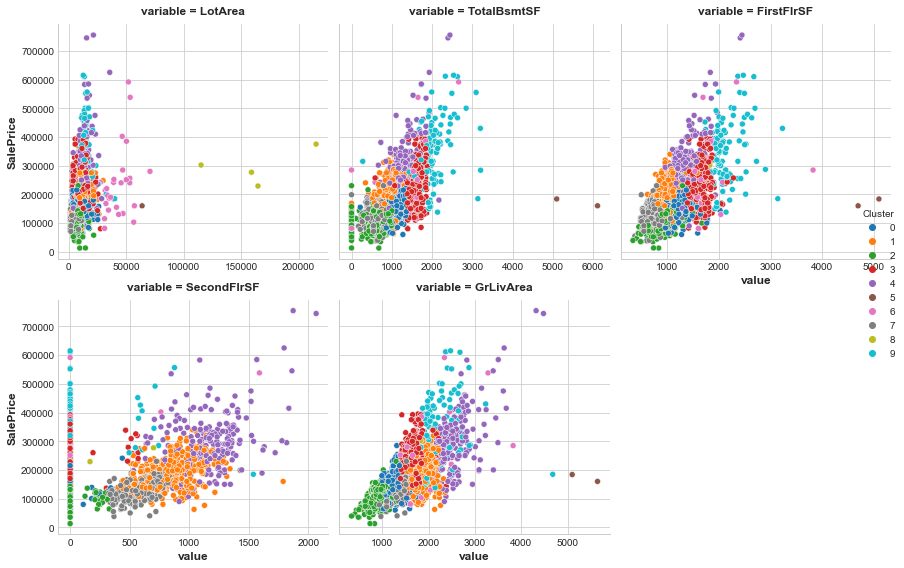 variable = LotArea
variable = TotalBsmtSF
variable = FirstFlrSF
SalePrice
700000
600000
500000
400000
300000
200000
100000
0
0 50000 100000 150000 200000
0 1000 2000 3000 4000 5000 6000
1000 2000 3000 4000 5000
value
Cluster
0
1
2
3
4
5
6
7
8
9
variable = SecondFlrSF
variable = GrLivArea
SalePrice
700000
600000
500000
400000
300000
200000
100000
0
0 500 1000 1500 2000
value
1000 2000 3000 4000 5000
value